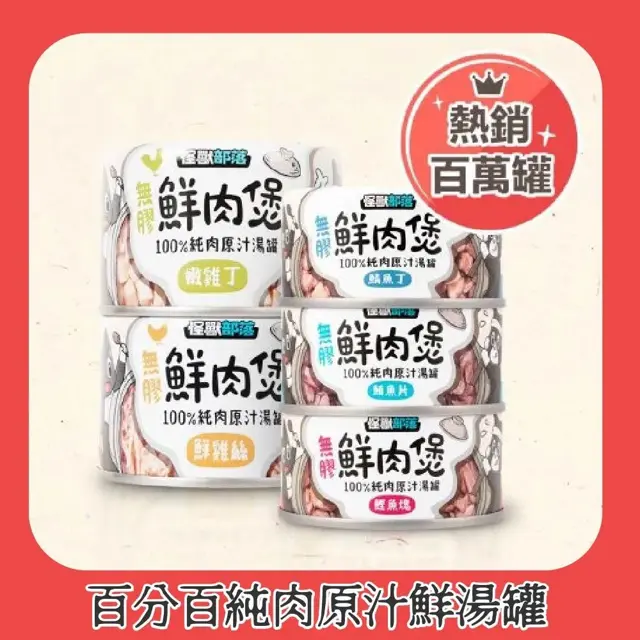 熱銷
百萬罐
怪獸部落
無膠
鮮肉煲
100%純肉原汁湯罐
嫩雞丁
怪獸部落
無膠
鮮肉煲
100%純肉原汁湯罐
鮮雞絲
怪獸部落
無膠
鮮肉煲
100%純肉原汁湯罐
鯖魚丁
怪獸部落
無膠
鮮肉煲
100%純肉原汁湯罐
鮪魚片
怪獸部落
無膠
鮮肉煲
100%純肉原汁湯罐
鰹魚塊
百分百純肉原汁鮮湯罐